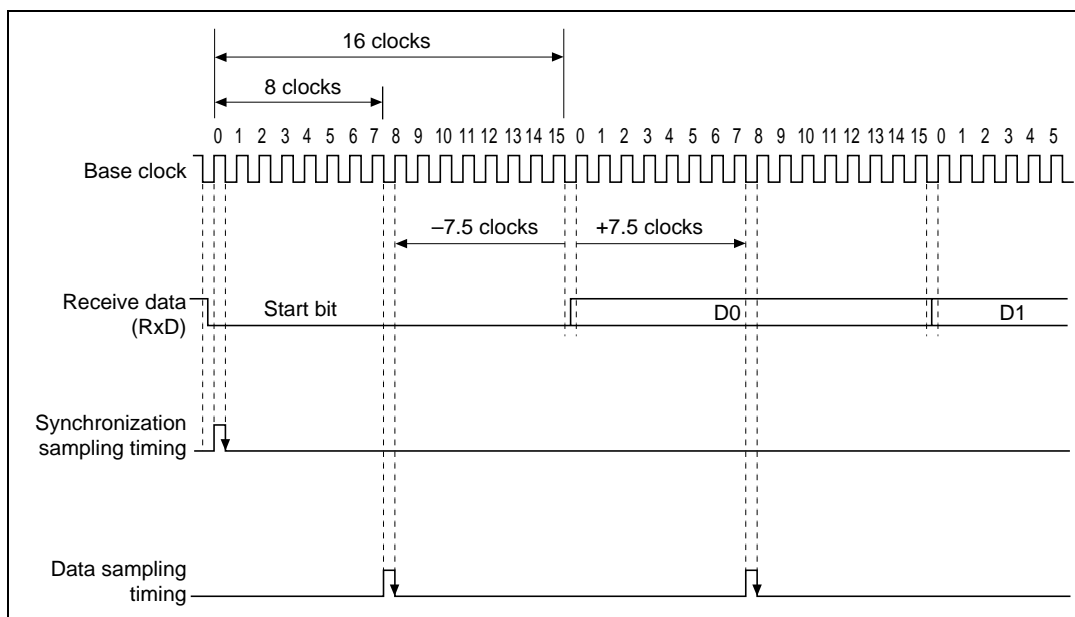 16 clocks
8 clocks
0 1 2 3 4 5 6 7 8 9 10 11 12 13 14 15 0 1 2 3 4 5 6 7 8 9 10 11 12 13 14 15 0 1 2 3 4 5
Base clock
–7.5 clocks
+7.5 clocks
Receive data
(RxD)
Start bit
D0
D1
Synchronization
sampling timing
Data sampling
timing